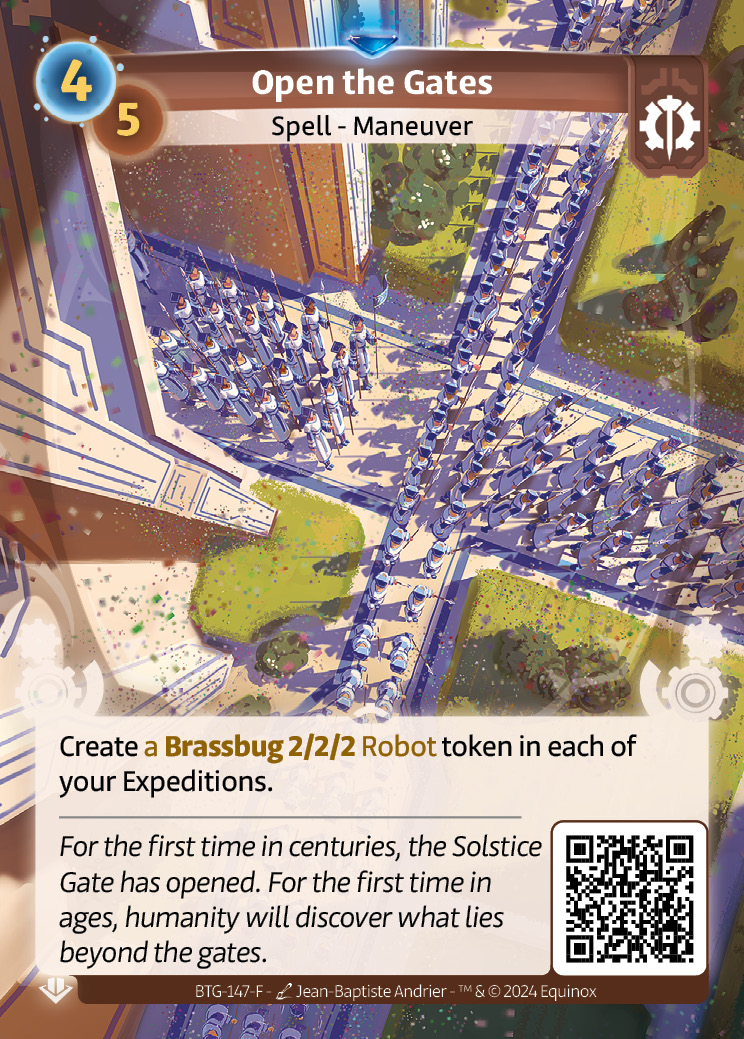 4
5
Open the Gates
Spell - Maneuver
Create a Brassbug 2/2/2 Robot token in each of
your Expeditions.
For the first time in centuries, the Solstice
Gate has opened. For the first time in
ages, humanity will discover what lies
beyond the gates.
BTG-147-F - Jean-Baptiste Andrier - ™ & © 2024 Equinox